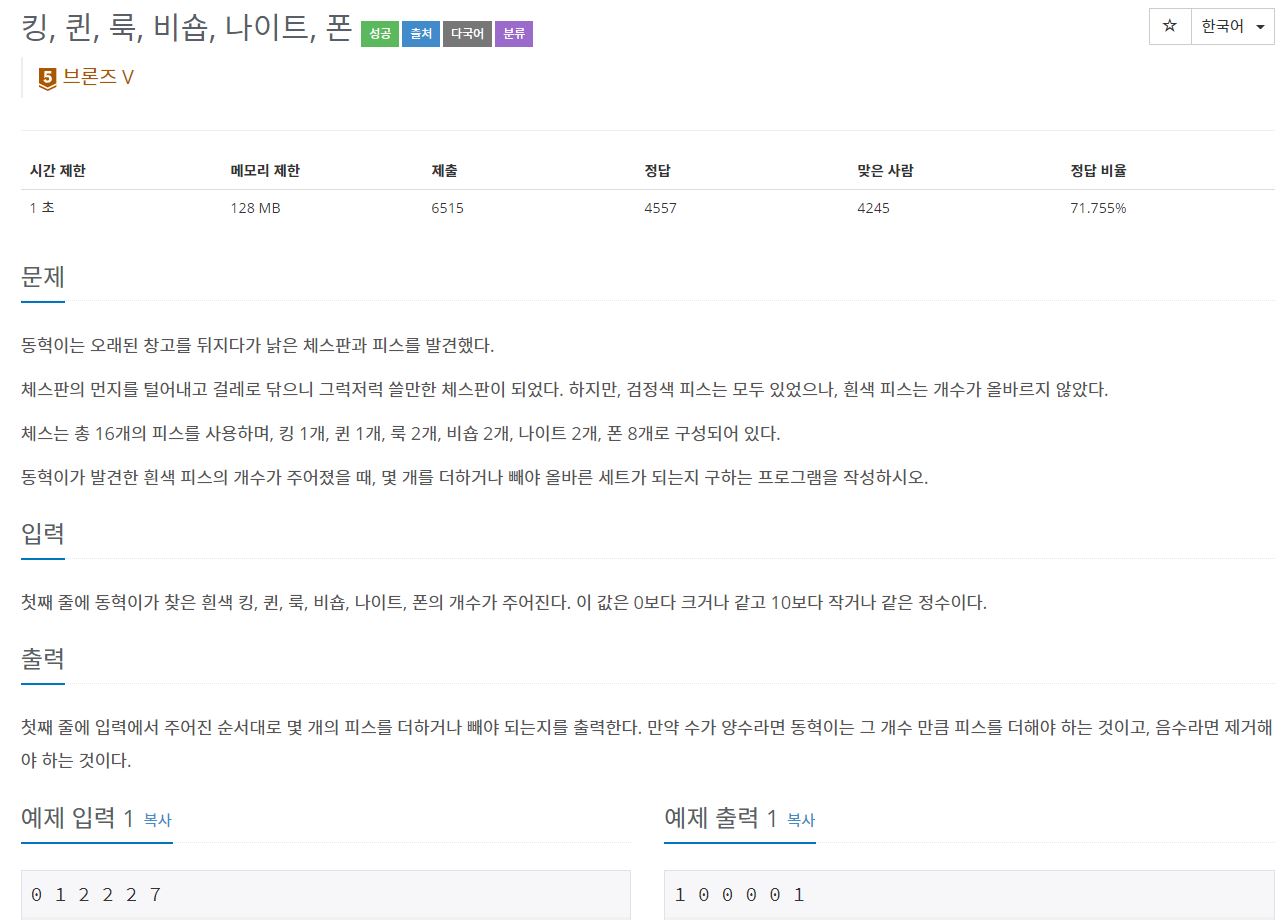 킹, 퀸, 룩, 비숍, 나이트, 폰 성공 출처 다국어 분류
☆ 한국어
5 브론즈 V
시간 제한 메모리 제한 제출 정답 맞은 사람 정답 비율
1 초 128 MB 6515 4557 4245 71.755%
문제
동혁이는 오래된 창고를 뒤지다가 낡은 체스판과 피스를 발견했다.
체스판의 먼지를 털어내고 걸레로 닦으니 그럭저럭 쓸만한 체스판이 되었다. 하지만, 검정색 피스는 모두 있었으나, 흰색 피스는 개수가 올바르지 않았다.
체스는 총 16개의 피스를 사용하며, 킹 1개, 퀸 1개, 룩 2개, 비숍 2개, 나이트 2개, 폰 8개로 구성되어 있다.
동혁이가 발견한 흰색 피스의 개수가 주어졌을 때, 몇 개를 더하거나 빼야 올바른 세트가 되는지 구하는 프로그램을 작성하시오.
입력
첫째 줄에 동혁이가 찾은 흰색 킹, 퀸, 룩, 비숍, 나이트, 폰의 개수가 주어진다. 이 값은 0보다 크거나 같고 10보다 작거나 같은 정수이다.
출력
첫째 줄에 입력에서 주어진 순서대로 몇 개의 피스를 더하거나 빼야 되는지를 출력한다. 만약 수가 양수라면 동혁이는 그 개수 만큼 피스를 더해야 하는 것이고, 음수라면 제거해
야 하는 것이다.
예제 입력 1 복사
0 1 2 2 2 7
예제 출력 1 복사
1 0 0 0 0 1